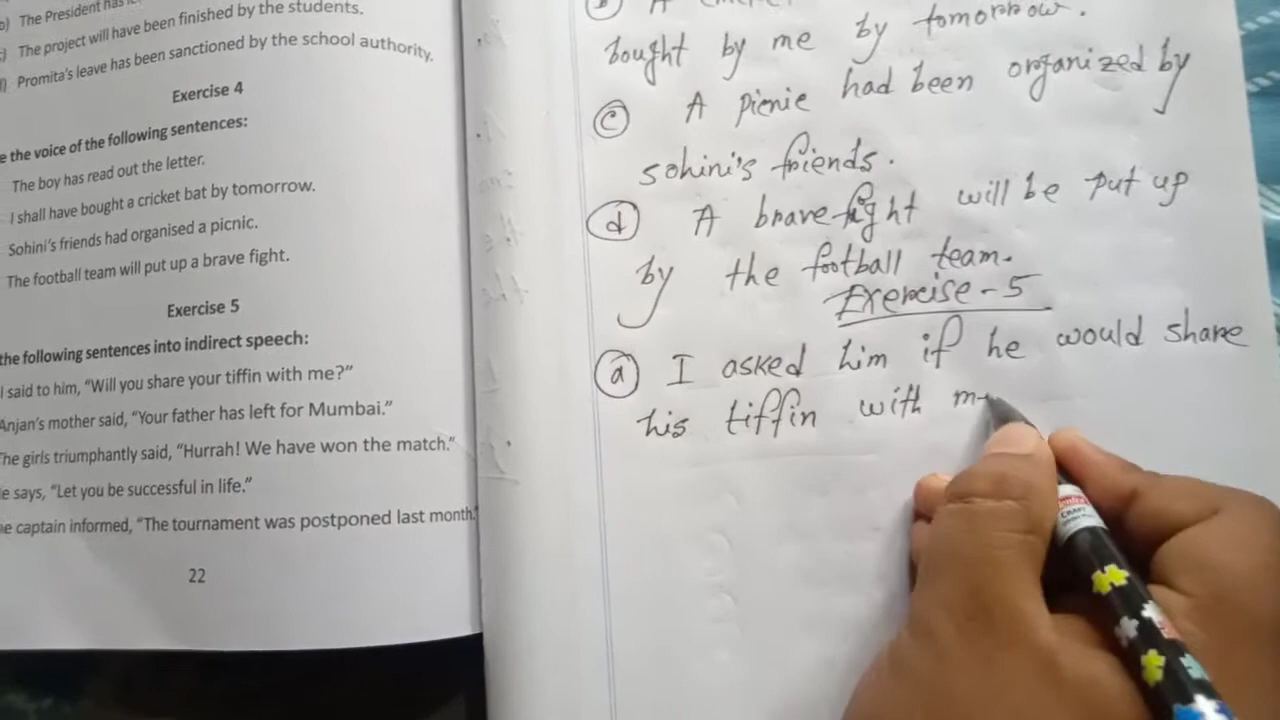 The President has
The project will have been finished by the students.
Promita's leave has been sanctioned by the school authority.
Exercise 4
e the voice of the following sentences:
The boy has read out the letter.
I shall have bought a cricket bat by tomorrow.
Sohini's friends had organised a picnic.
The football team will put up a brave fight.
Exercise 5
the following sentences into indirect speech:
I said to him, “Will you share your tiffin with me?”
Anjan's mother said, “Your father has left for Mumbai.”
The girls triumphantly said, “Hurrah! We have won the match.”
e says, “Let you be successful in life.”
e captain informed, “The tournament was postponed last month.
22
bought by me by tomorrow.
(c) A picnic had been organized by
sohini's friends.
(d) A brave fight will be put up
by the football team.
Exercise-5
(a) I asked him if he would share
his tiffin with m